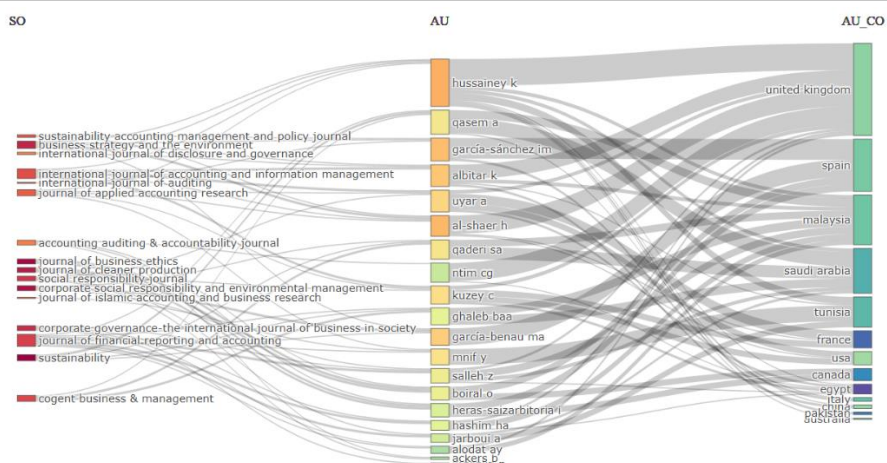 SO
AU
AU_CO
sustainability accounting management and policy journal
business strategy and the environment
international journal of disclosure and governance
international journal of accounting and information management
international journal of auditing
journal of applied accounting research
accounting auditing & accountability journal
journal of business ethics
journal of cleaner production
social responsibility journal
corporate social responsibility and environmental management
journal of islamic accounting and business research
corporate governance-the international journal of business in society
journal of financial reporting and accounting
sustainability
cogent business & management
hussainey k
qasem a
garcía-sánchez im
albitar k
uyar a
al-shaer h
qaderi sa
ntim cg
kuzey c
ghaleb baa
garcía-benau ma
mnif y
salleh z
boiral o
heras-saizarbitoria i
hashim ha
jarboui a
alodat ay
ackers b
united kingdom
spain
malaysia
saudi arabia
tunisia
france
usa
canada
egypt
italy
china
pakistan
australia